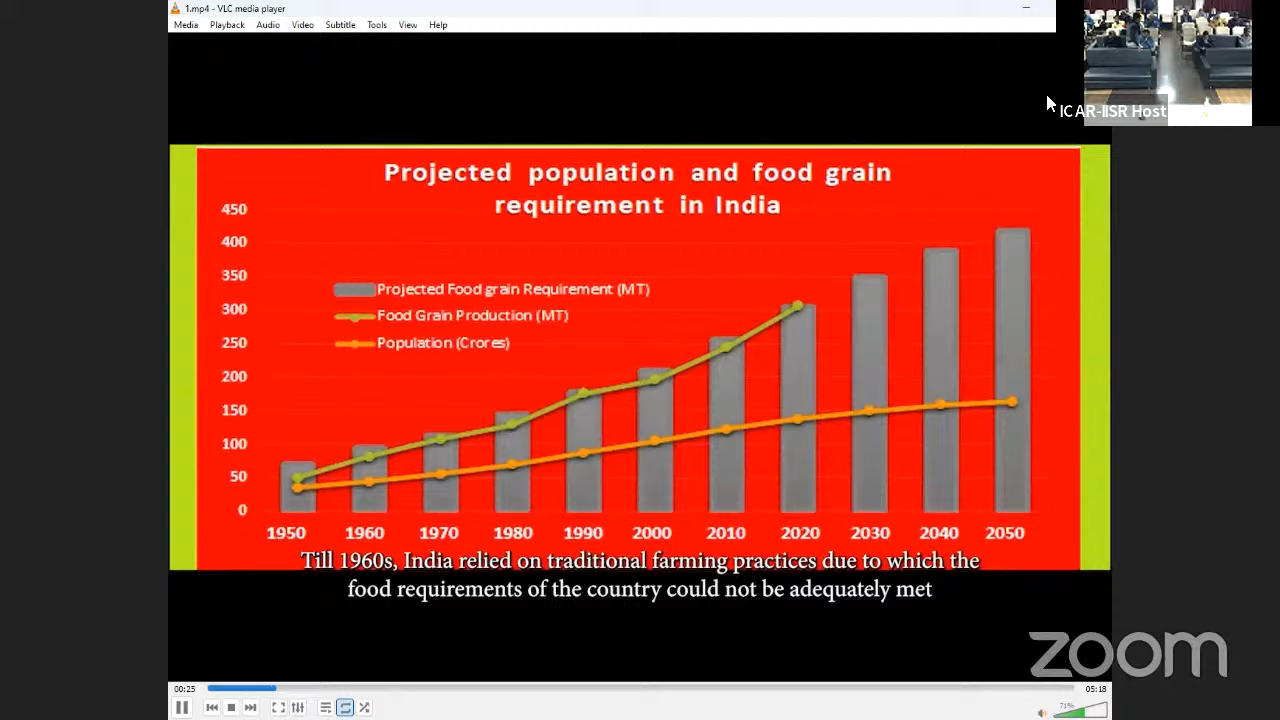 1.mp4 - VLC media player
Media Playback Audio Video Subtitle Tools View Help
ICAR-IISR Host
Projected population and food grain
requirement in India
450
400
350
300
250
200
150
100
50
0
Projected Food grain Requirement (MT)
Food Grain Production (MT)
Population (Crores)
1950 1960 1970 1980 1990 2000 2010 2020 2030 2040 2050
Till 1960s, India relied on traditional farming practices due to which the
food requirements of the country could not be adequately met
zoom
00:25
05:18
71%